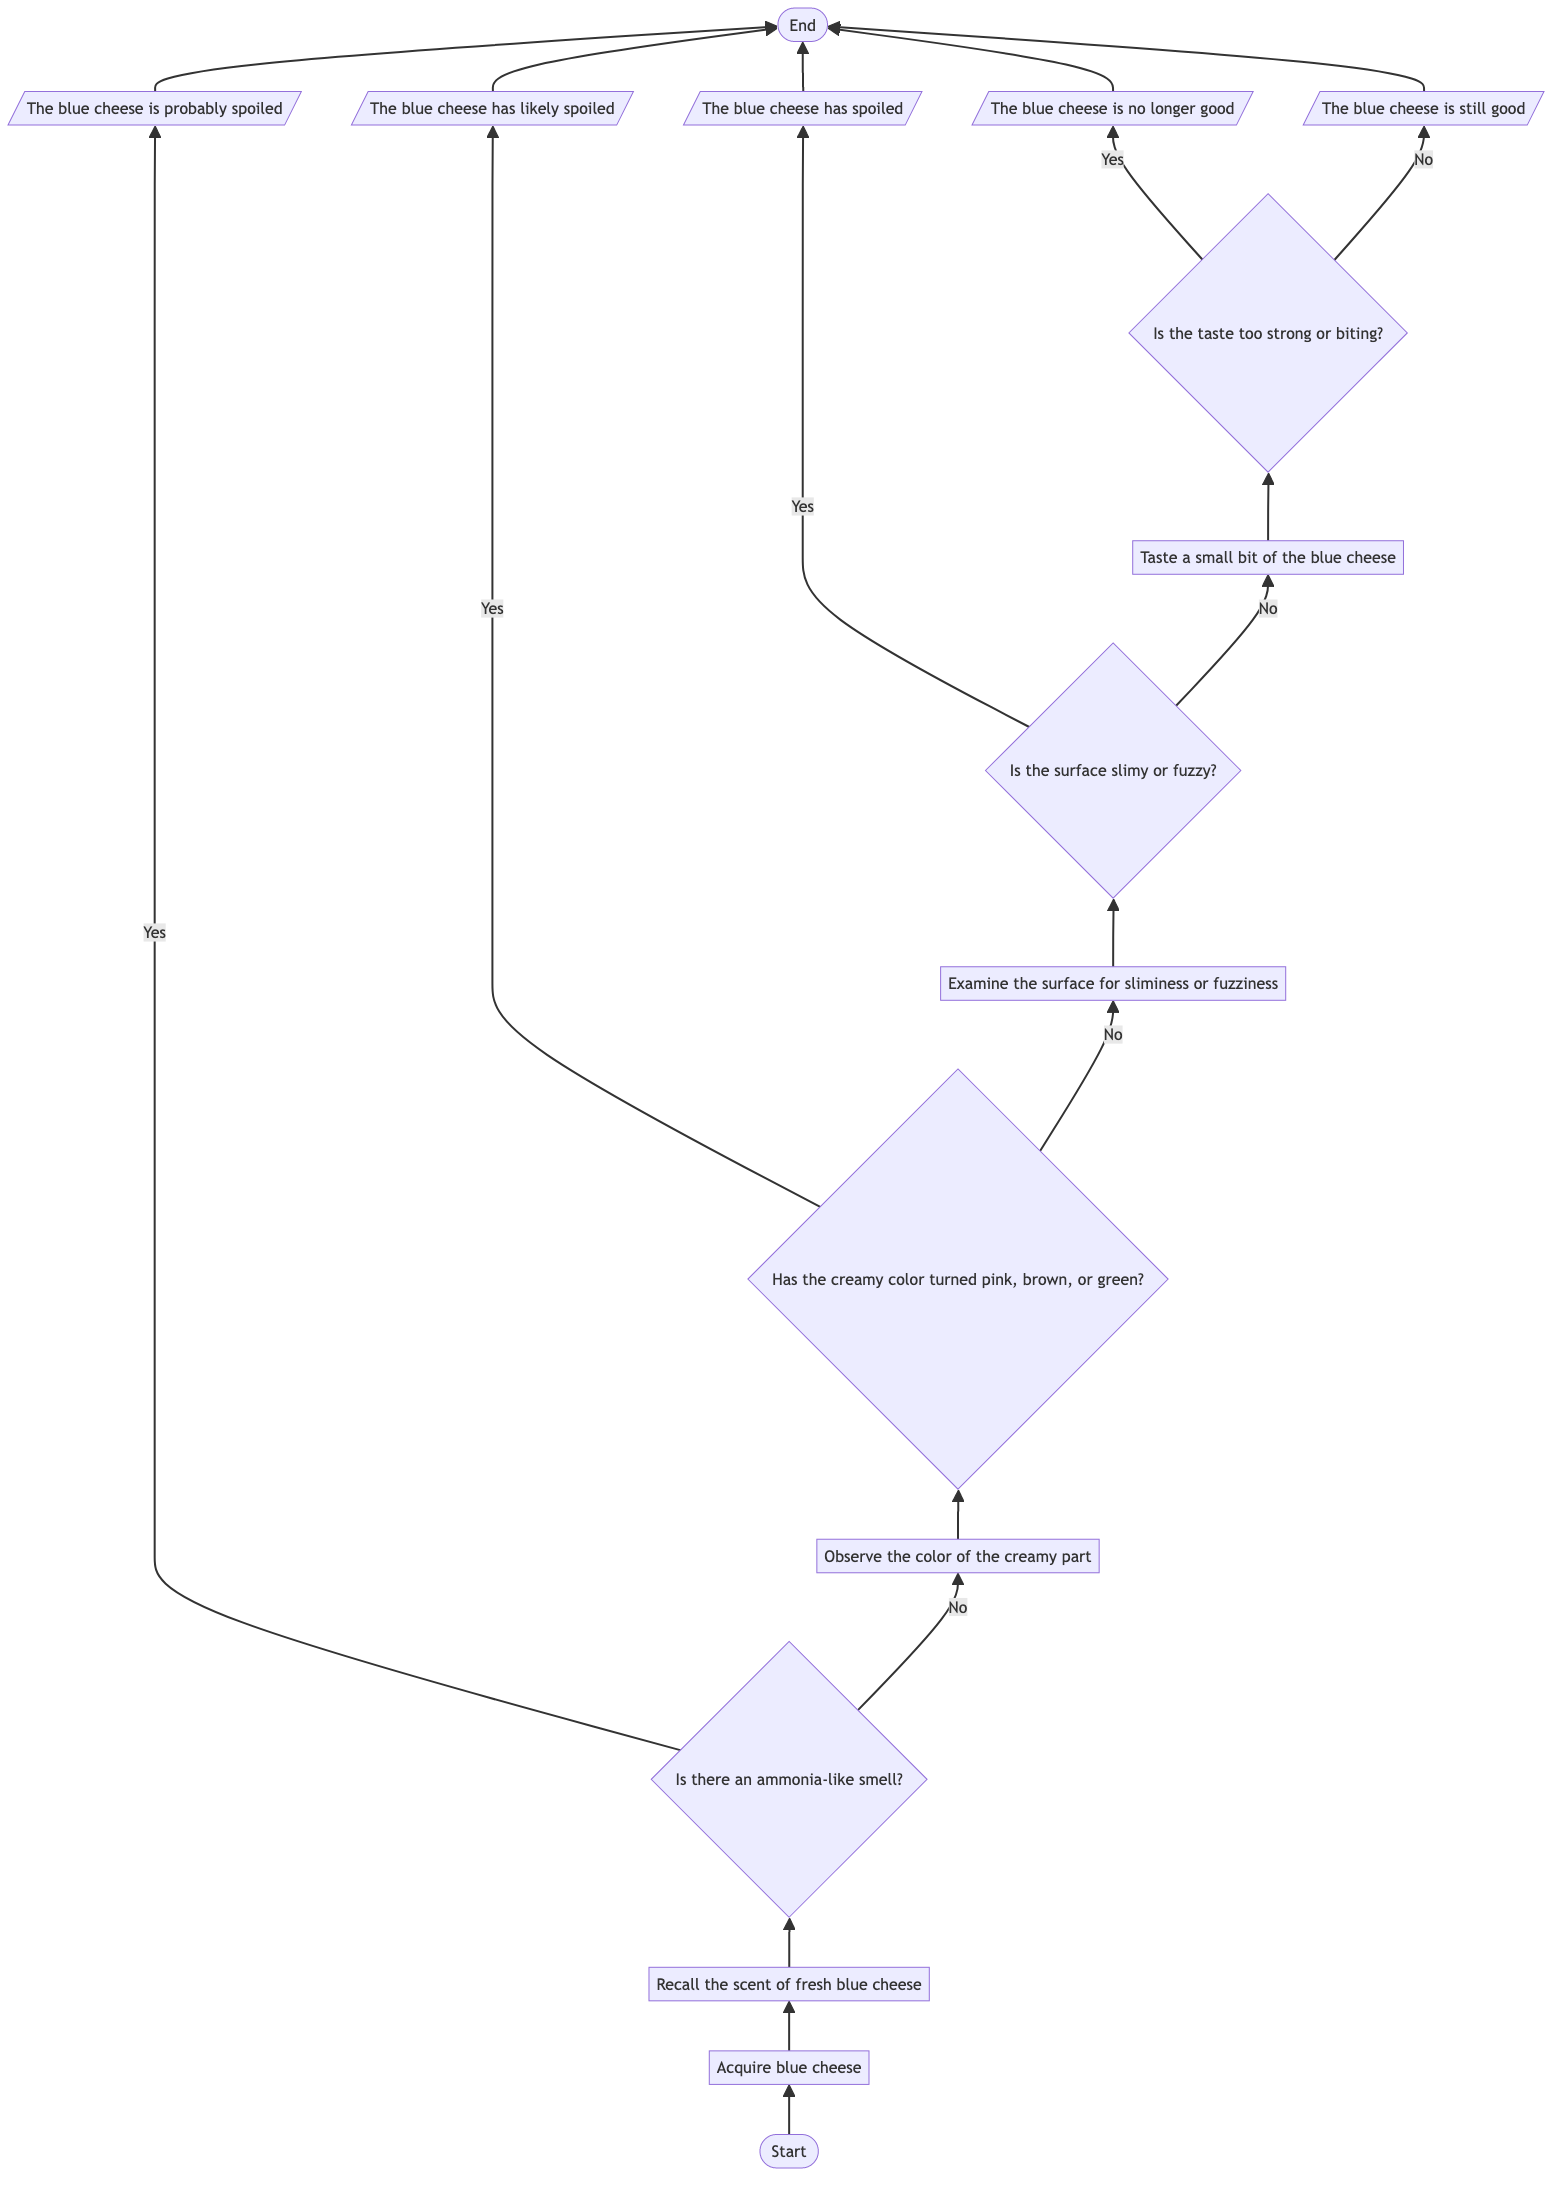 End
The blue cheese is probably spoiled
The blue cheese has likely spoiled
The blue cheese has spoiled
The blue cheese is no longer good
The blue cheese is still good
Yes
No
Is the taste too strong or biting?
Yes
Taste a small bit of the blue cheese
Yes
No
Is the surface slimy or fuzzy?
Yes
Examine the surface for sliminess or fuzziness
No
Has the creamy color turned pink, brown, or green?
Observe the color of the creamy part
No
Is there an ammonia-like smell?
Recall the scent of fresh blue cheese
Acquire blue cheese
Start